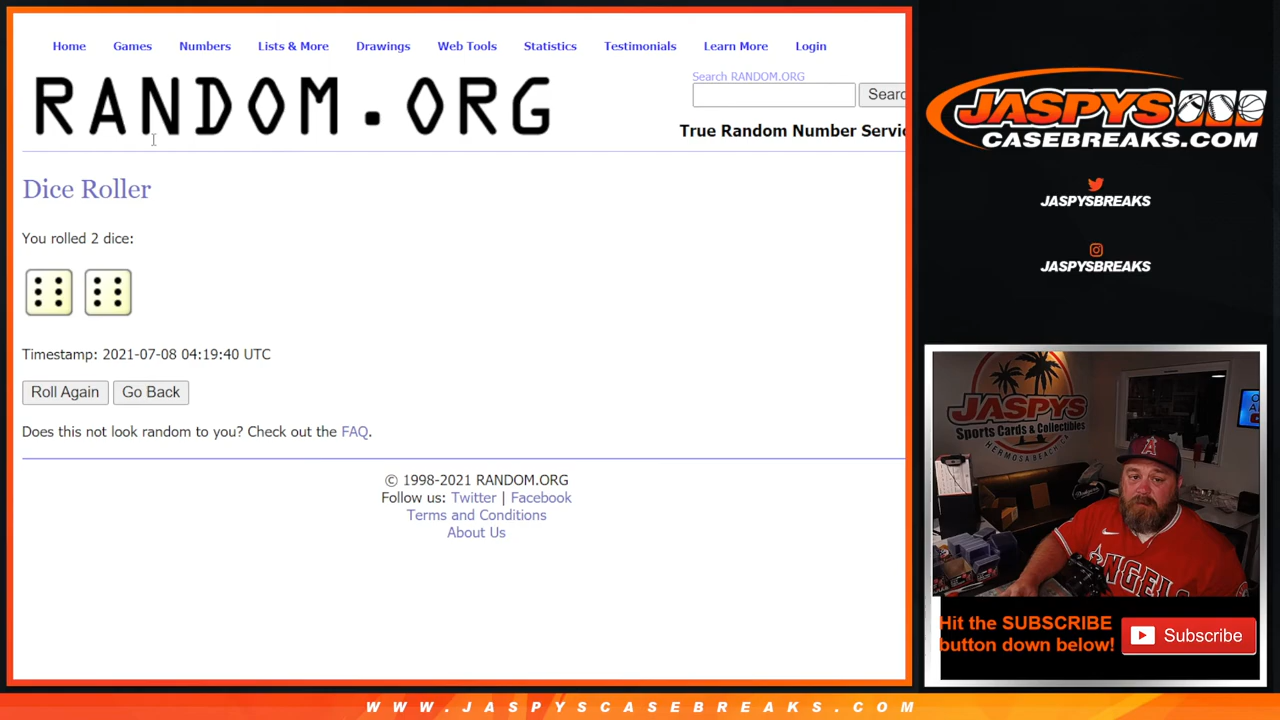 Home Games Numbers Lists & More Drawings Web Tools Statistics Testimonials Learn More Login
RANDOM.ORG
Search RANDOM.ORG
Searc
True Random Number Servic
Dice Roller
You rolled 2 dice:
Timestamp: 2021-07-08 04:19:40 UTC
Roll Again Go Back
Does this not look random to you? Check out the FAQ.
© 1998-2021 RANDOM.ORG
Follow us: Twitter | Facebook
Terms and Conditions
About Us
JASPYS
CASEBREAKS.COM
JASPYSBREAKS
JASPYSBREAKS
JASPYS
Sports Cards & Collectibles
HERMOSA BEACH, CA
A
ANGELS
Hit the SUBSCRIBE
button down below!
Subscribe
WWW.JASPYSCASEBREAKS.COM